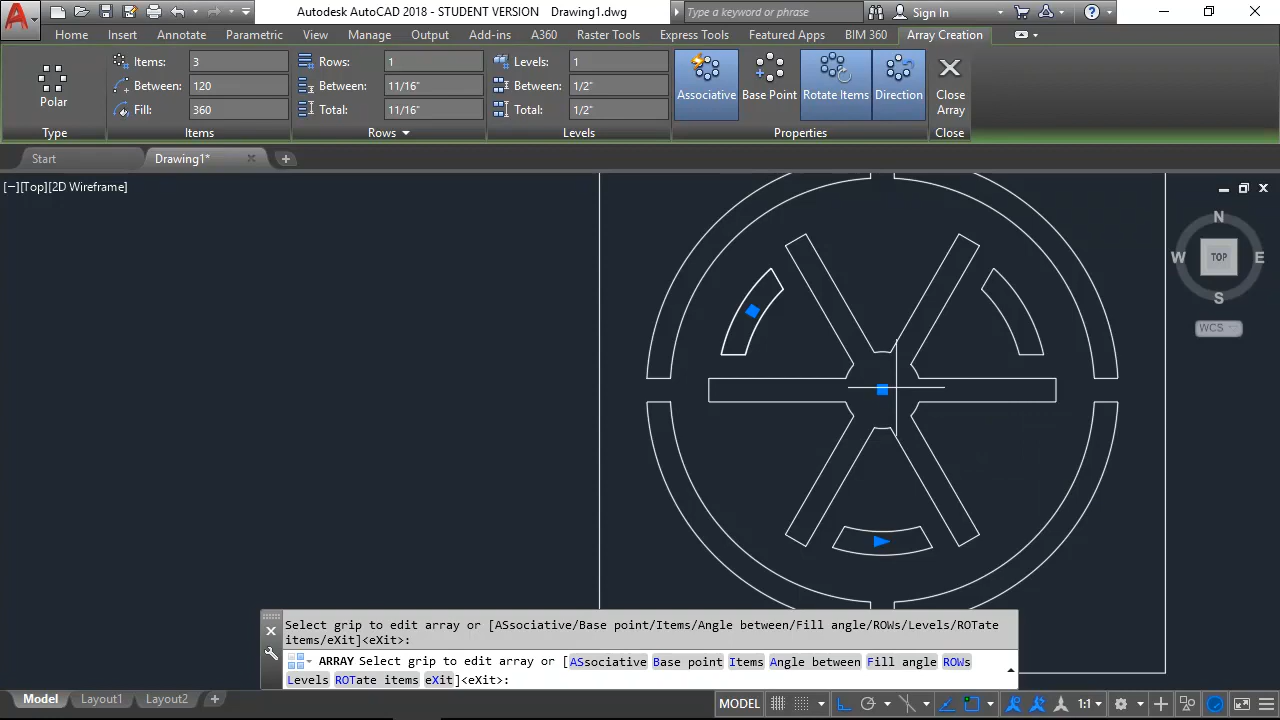 Autodesk AutoCAD 2018 - STUDENT VERSION Drawing1.dwg
Type a keyword or phrase
Sign In
Home Insert Annotate Parametric View Manage Output Add-ins A360 Raster Tools Express Tools Featured Apps BIM 360 Array Creation
Polar
Type
Items: 3
Between: 120
Fill: 360
Items
Rows: 1
Between: 11/16"
Total: 11/16"
Rows
Levels: 1
Between: 1/2"
Total: 1/2"
Levels
Associative Base Point Rotate Items Direction
Properties
Close
Array
Close
Start Drawing1* +
[−][Top][2D Wireframe]
N
W TOP E
S
WCS
Select grip to edit array or [ASsociative/Base point/Items/Angle between/Fill angle/ROWs/Levels/ROTate
items/eXit]<eXit>:
ARRAY Select grip to edit array or [ASsociative Base point Items Angle between Fill angle ROWs
Levels ROTate items eXit]<eXit>:
Model Layout1 Layout2 +
MODEL 1:1